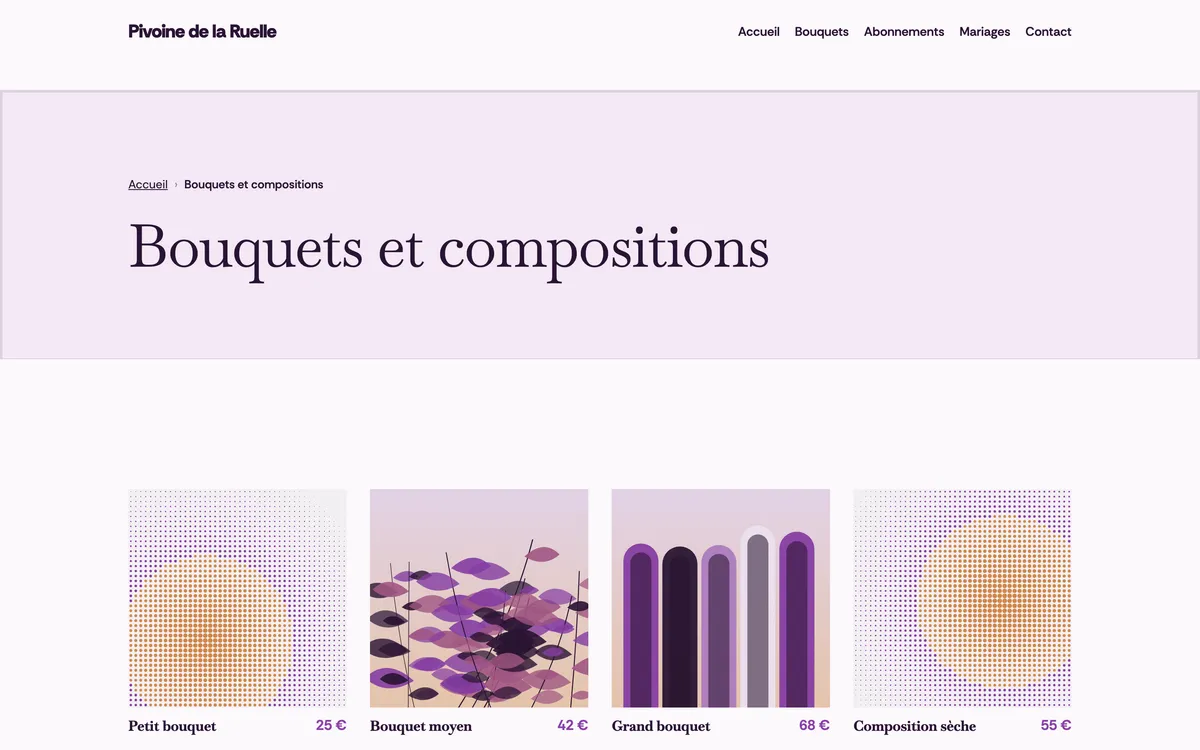 Pivoine de la Ruelle
Accueil Bouquets Abonnements Mariages Contact
Accueil › Bouquets et compositions
Bouquets et compositions
Petit bouquet 25 €
Bouquet moyen 42 €
Grand bouquet 68 €
Composition sèche 55 €